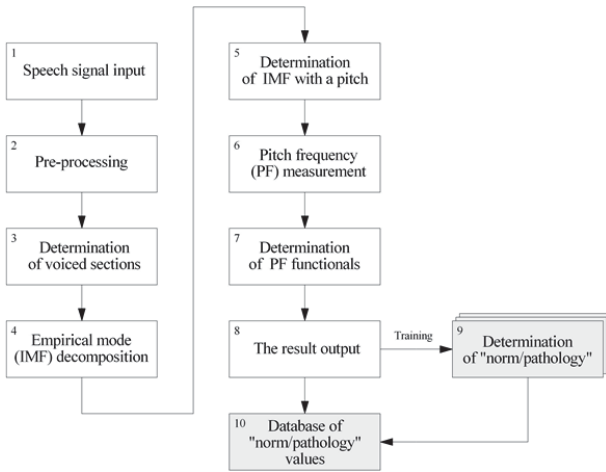 1
Speech signal input
2
Pre-processing
3
Determination
of voiced sections
4
Empirical mode
(IMF) decomposition
5
Determination
of IMF with a pitch
6
Pitch frequency
(PF) measurement
7
Determination
of PF functionals
8
The result output
Training
9
Determination
of "norm/pathology"
10
Database of
"norm/pathology"
values